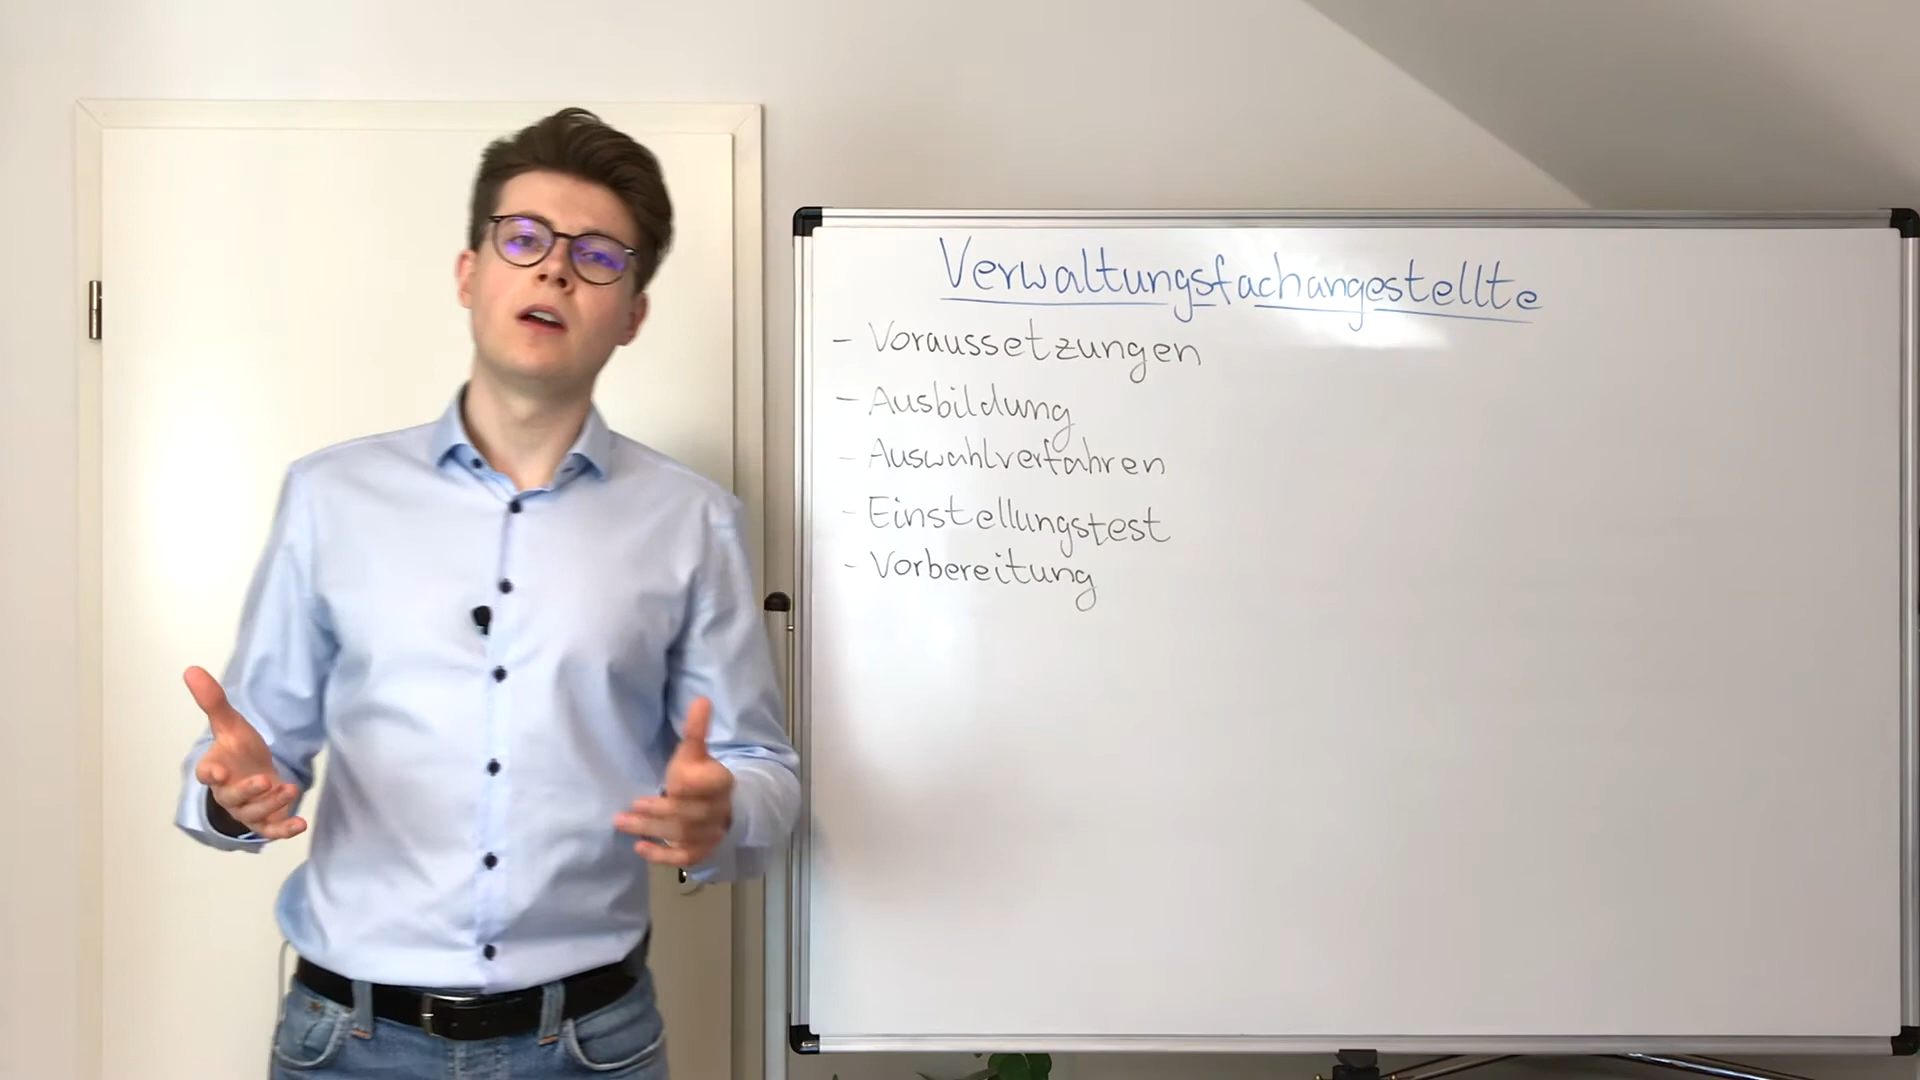 Verwaltungsfachangestellte
- Voraussetzungen
- Ausbildung
- Auswahlverfahren
- Einstellungstest
- Vorbereitung